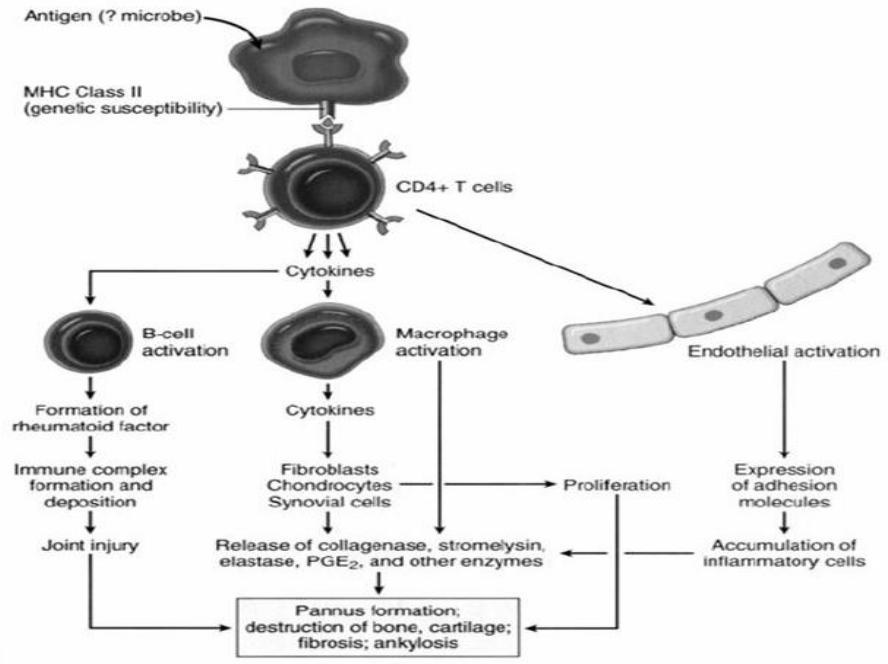 Antigen (? microbe)
MHC Class II
(genetic susceptibility)
CD4+ T cells
Cytokines
B-cell
activation
Macrophage
activation
Endothelial activation
Formation of
rheumatoid factor
Cytokines
Immune complex
formation and
deposition
Fibroblasts
Chondrocytes
Synovial cells
Proliferation
Expression
of adhesion
molecules
Joint injury
Release of collagenase, stromelysin,
elastase, PGE₂, and other enzymes
Accumulation of
inflammatory cells
Pannus formation;
destruction of bone, cartilage;
fibrosis; ankylosis